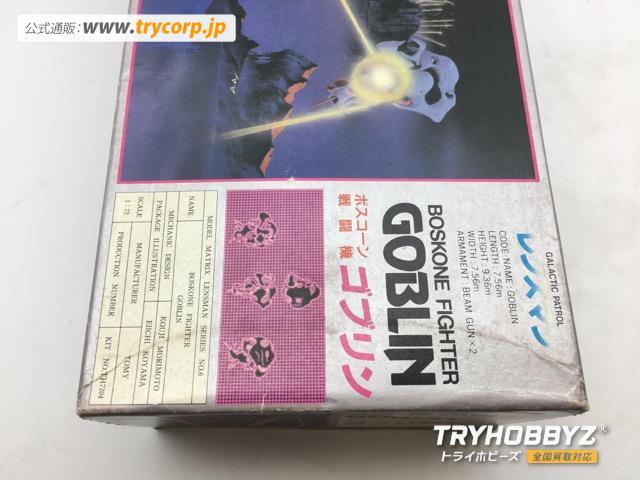 公式通販：www.trycorp.jp
GALACTIC PATROL
レンズマン
CODE NAME : GOBLIN
LENGTH : 7.56m
HEIGHT : 9.36m
WIDTH : 7.56m
ARMAMENT : BEAM GUN×2
BOSKONE FIGHTER
GOBLIN
ボスコーン
戦闘機
ゴブリン
MODEL MATRIX LENSMAN SERIES NO.6
NAME BOSKONE FIGHTER
GOBLIN
MECHANIC DESIGN KOUJI MORIMOTO
PACKAGE ILLUSTRATION EIICHI KOYAMA
MANUFACTURER TOMY
SCALE PRODUCTION NUMBER
1:72 KIT NO.TH7204
TRYHOBBYZ®
トライホビーズ 全国買取対応